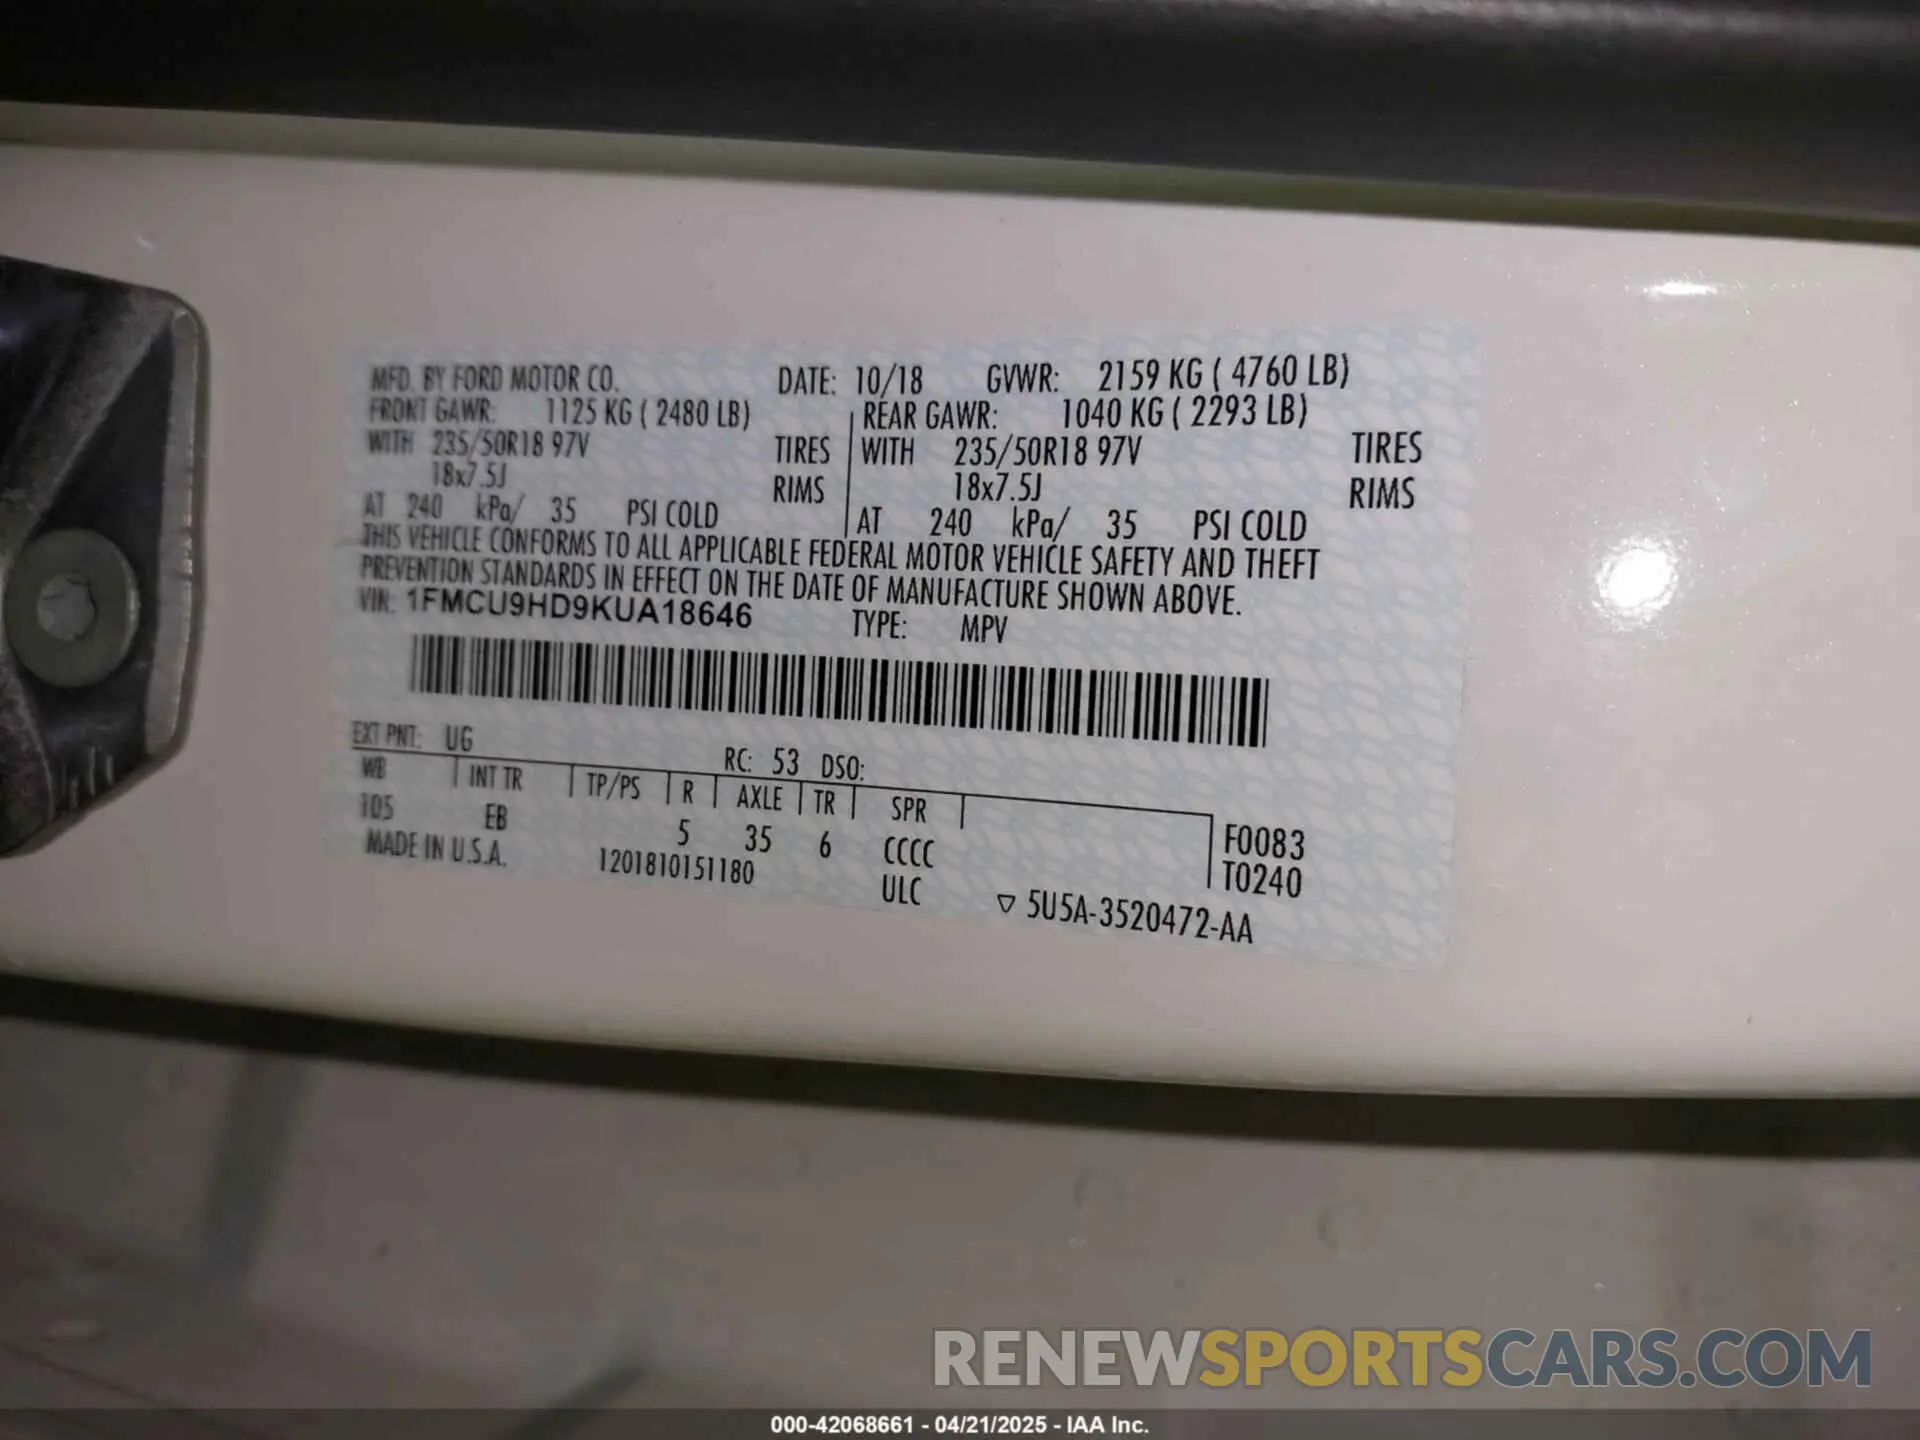 MFD. BY FORD MOTOR CO. DATE: 10/18 GVWR: 2159 KG ( 4760 LB)
FRONT GAWR: 1125 KG ( 2480 LB) REAR GAWR: 1040 KG ( 2293 LB)
WITH 235/50R18 97V TIRES WITH 235/50R18 97V TIRES
18x7.5J RIMS 18x7.5J RIMS
AT 240 kPa/ 35 PSI COLD AT 240 kPa/ 35 PSI COLD
THIS VEHICLE CONFORMS TO ALL APPLICABLE FEDERAL MOTOR VEHICLE SAFETY AND THEFT
PREVENTION STANDARDS IN EFFECT ON THE DATE OF MANUFACTURE SHOWN ABOVE.
VIN: 1FMCU9HD9KUA18646 TYPE: MPV
EXT PNT: UG RC: 53 DSO:
WB INT TR TP/PS R AXLE TR SPR
105 EB 5 35 6 CCCC F0083
MADE IN U.S.A. 1201810151180 ULC T0240
▽ 5U5A-3520472-AA
RENEWSPORTSCARS.COM
000-42068661 - 04/21/2025 - IAA Inc.